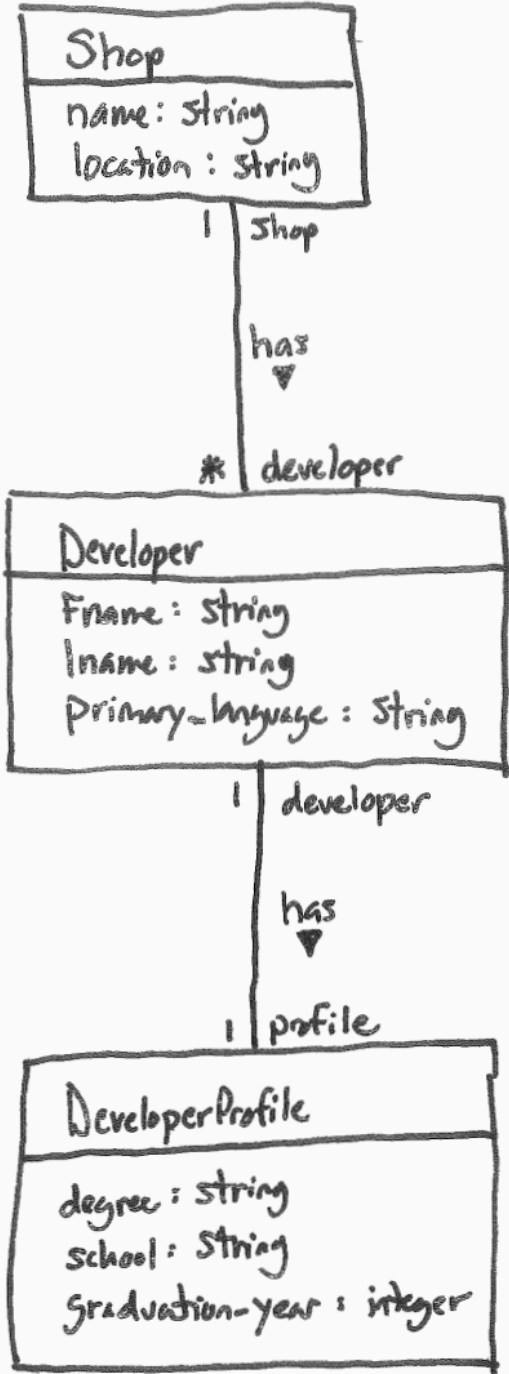 Shop
name: string
location: string
1 shop
has
* developer
Developer
fname: string
lname: string
primary_language: string
1 developer
has
1 profile
DeveloperProfile
degree: string
school: string
graduation_year: integer